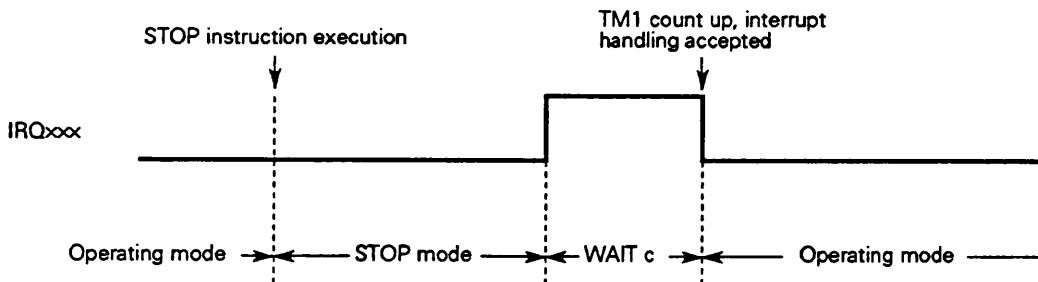 TM1 count up, interrupt
handling accepted
STOP instruction execution
IRQxxx
Operating mode STOP mode WAIT c Operating mode